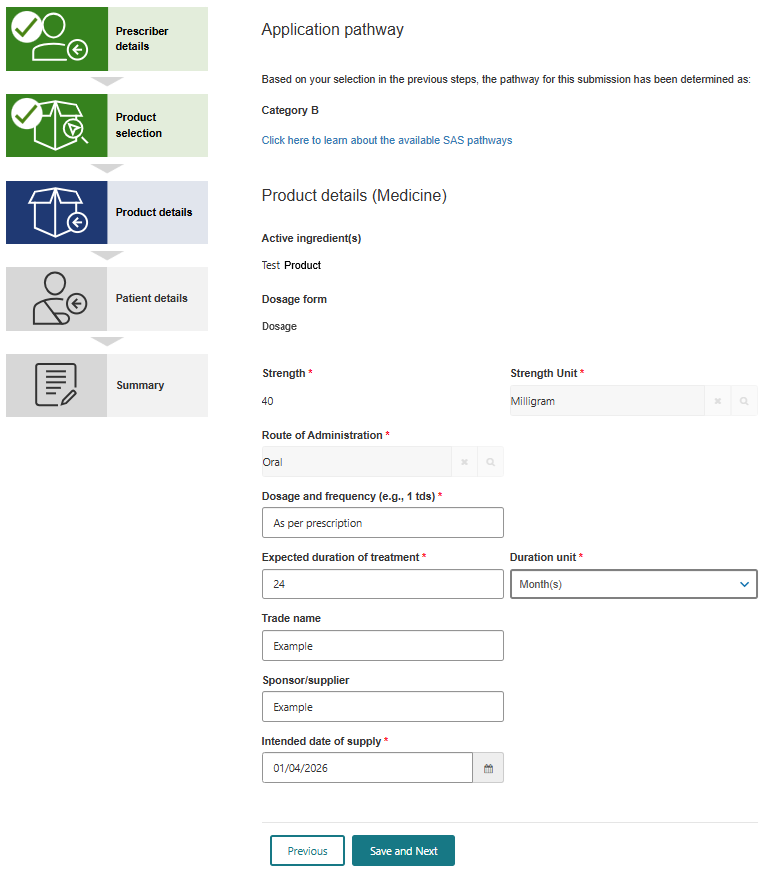 Prescriber
details
Product
selection
Product details
Patient details
Summary
Application pathway
Based on your selection in the previous steps, the pathway for this submission has been determined as:
Category B
Click here to learn about the available SAS pathways
Product details (Medicine)
Active ingredient(s)
Test Product
Dosage form
Dosage
Strength *
Strength Unit *
40
Milligram
Route of Administration *
Oral
Dosage and frequency (e.g., 1 tds) *
As per prescription
Expected duration of treatment *
Duration unit *
24
Month(s)
Trade name
Example
Sponsor/supplier
Example
Intended date of supply *
01/04/2026
Previous
Save and Next